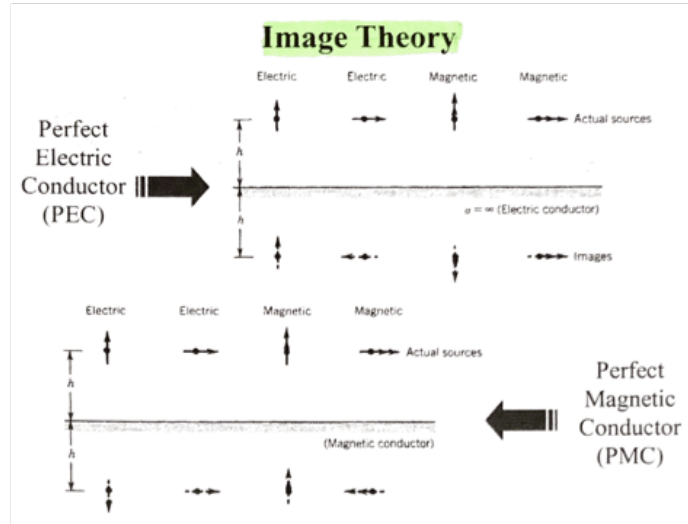 Image Theory
Electric Electric Magnetic Magnetic
Actual sources
Perfect
Electric
Conductor
(PEC)
h
σ = ∞ (Electric conductor)
h
Images
Electric Electric Magnetic Magnetic
Actual sources
h
Perfect
Magnetic
Conductor
(PMC)
(Magnetic conductor)
h